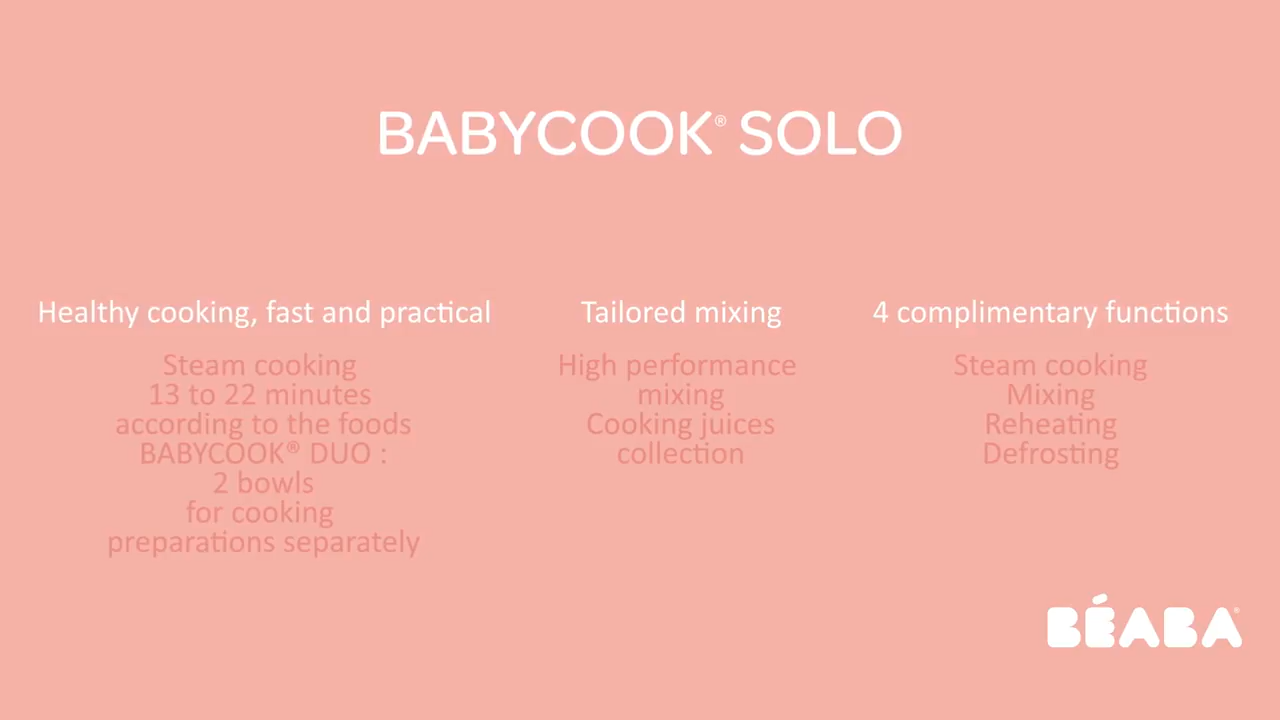 BABYCOOK® SOLO
Healthy cooking, fast and practical
Steam cooking
13 to 22 minutes
according to the foods
BABYCOOK® DUO :
2 bowls
for cooking
preparations separately
Tailored mixing
High performance
mixing
Cooking juices
collection
4 complimentary functions
Steam cooking
Mixing
Reheating
Defrosting
BÉABA®